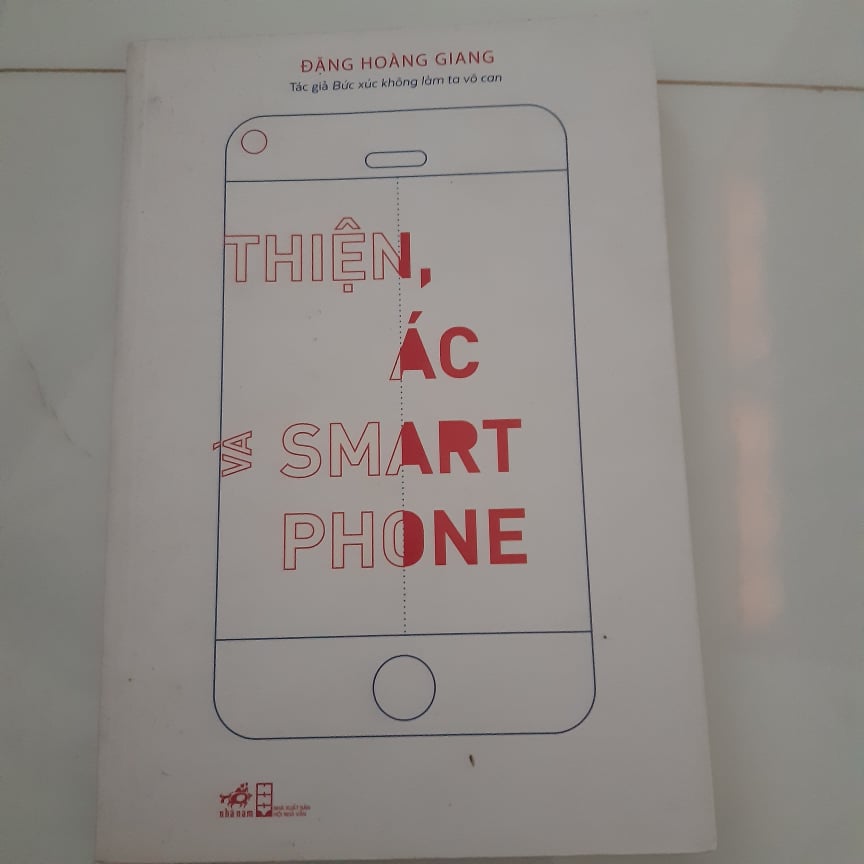 ĐẶNG HOÀNG GIANG
Tác giả Bức xúc không làm ta vô can
THIỆN,
ÁC
VÀ SMART
PHONE
nhã nam
NHÀ XUẤT BẢN
HỘI NHÀ VĂN